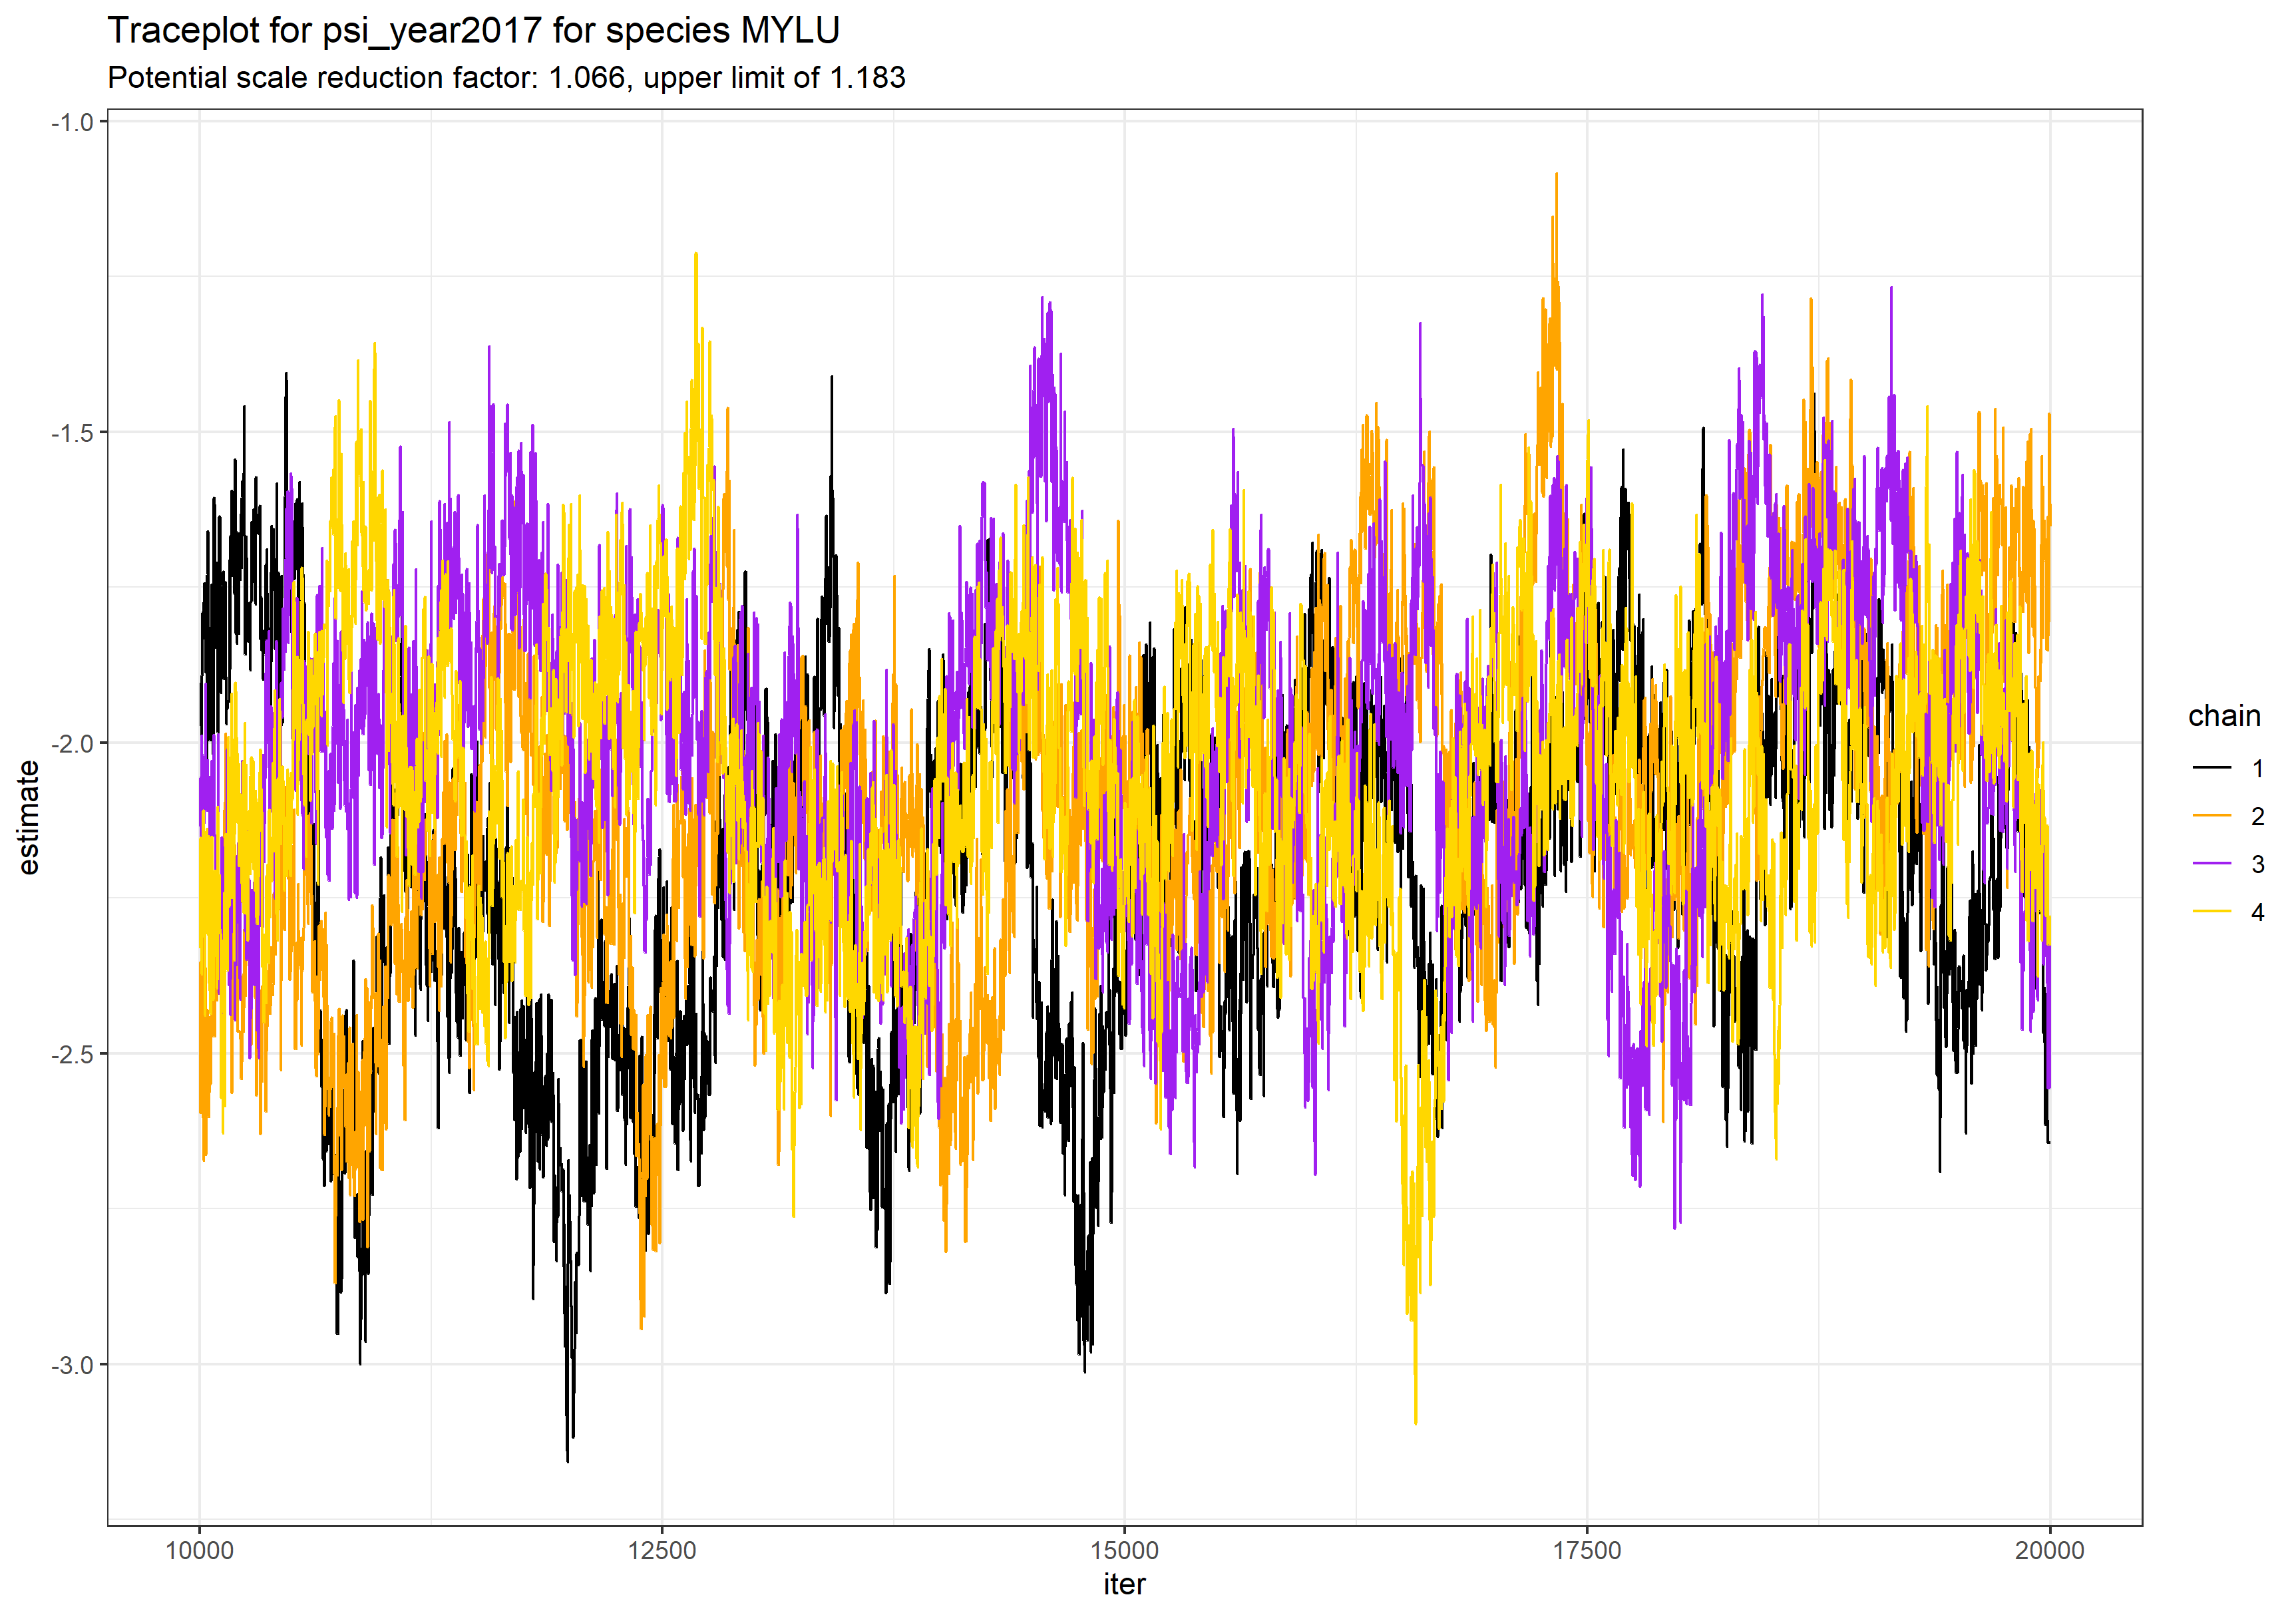 Traceplot for psi_year2017 for species MYLU
Potential scale reduction factor: 1.066, upper limit of 1.183
-1.0
-1.5
-2.0
-2.5
-3.0
estimate
10000
12500
15000
17500
20000
iter
chain
1
2
3
4